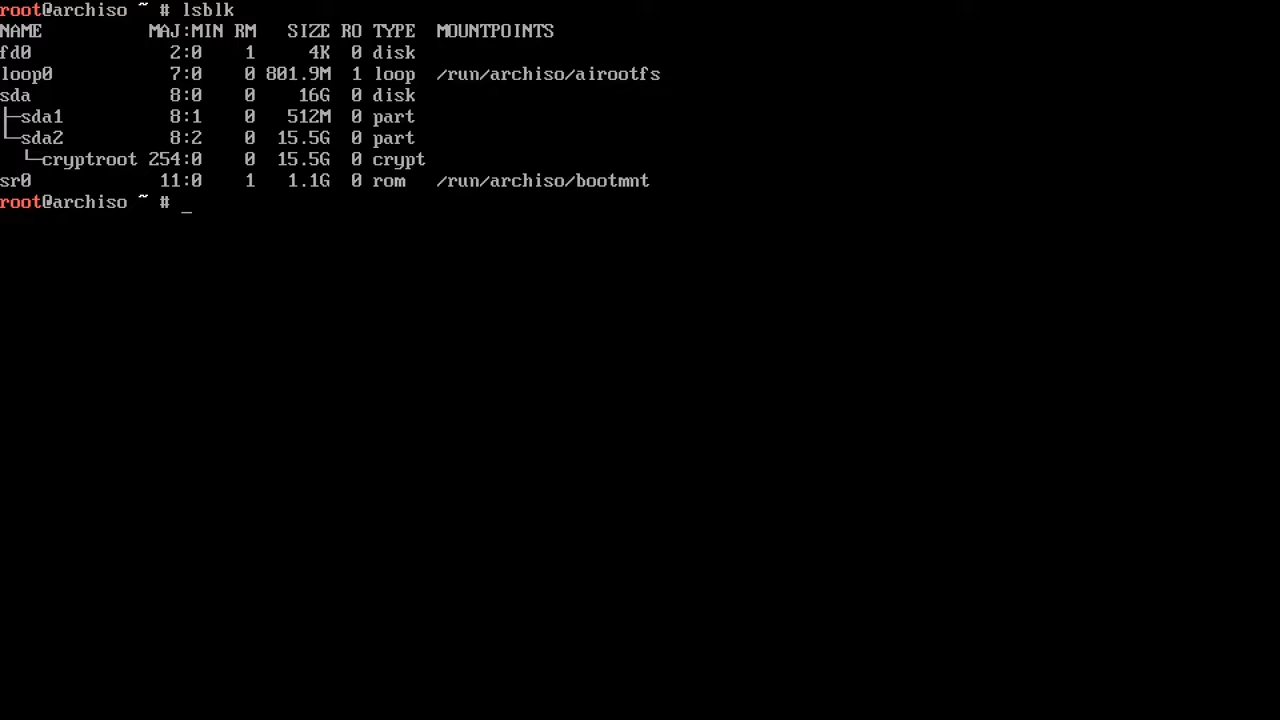 root@archiso ~ # lsblk
NAME          MAJ:MIN RM   SIZE RO TYPE  MOUNTPOINTS
fd0             2:0    1     4K  0 disk
loop0           7:0    0 801.9M  1 loop  /run/archiso/airootfs
sda             8:0    0    16G  0 disk
├─sda1          8:1    0   512M  0 part
└─sda2          8:2    0  15.5G  0 part
  └─cryptroot 254:0    0  15.5G  0 crypt
sr0            11:0    1   1.1G  0 rom   /run/archiso/bootmnt
root@archiso ~ # _